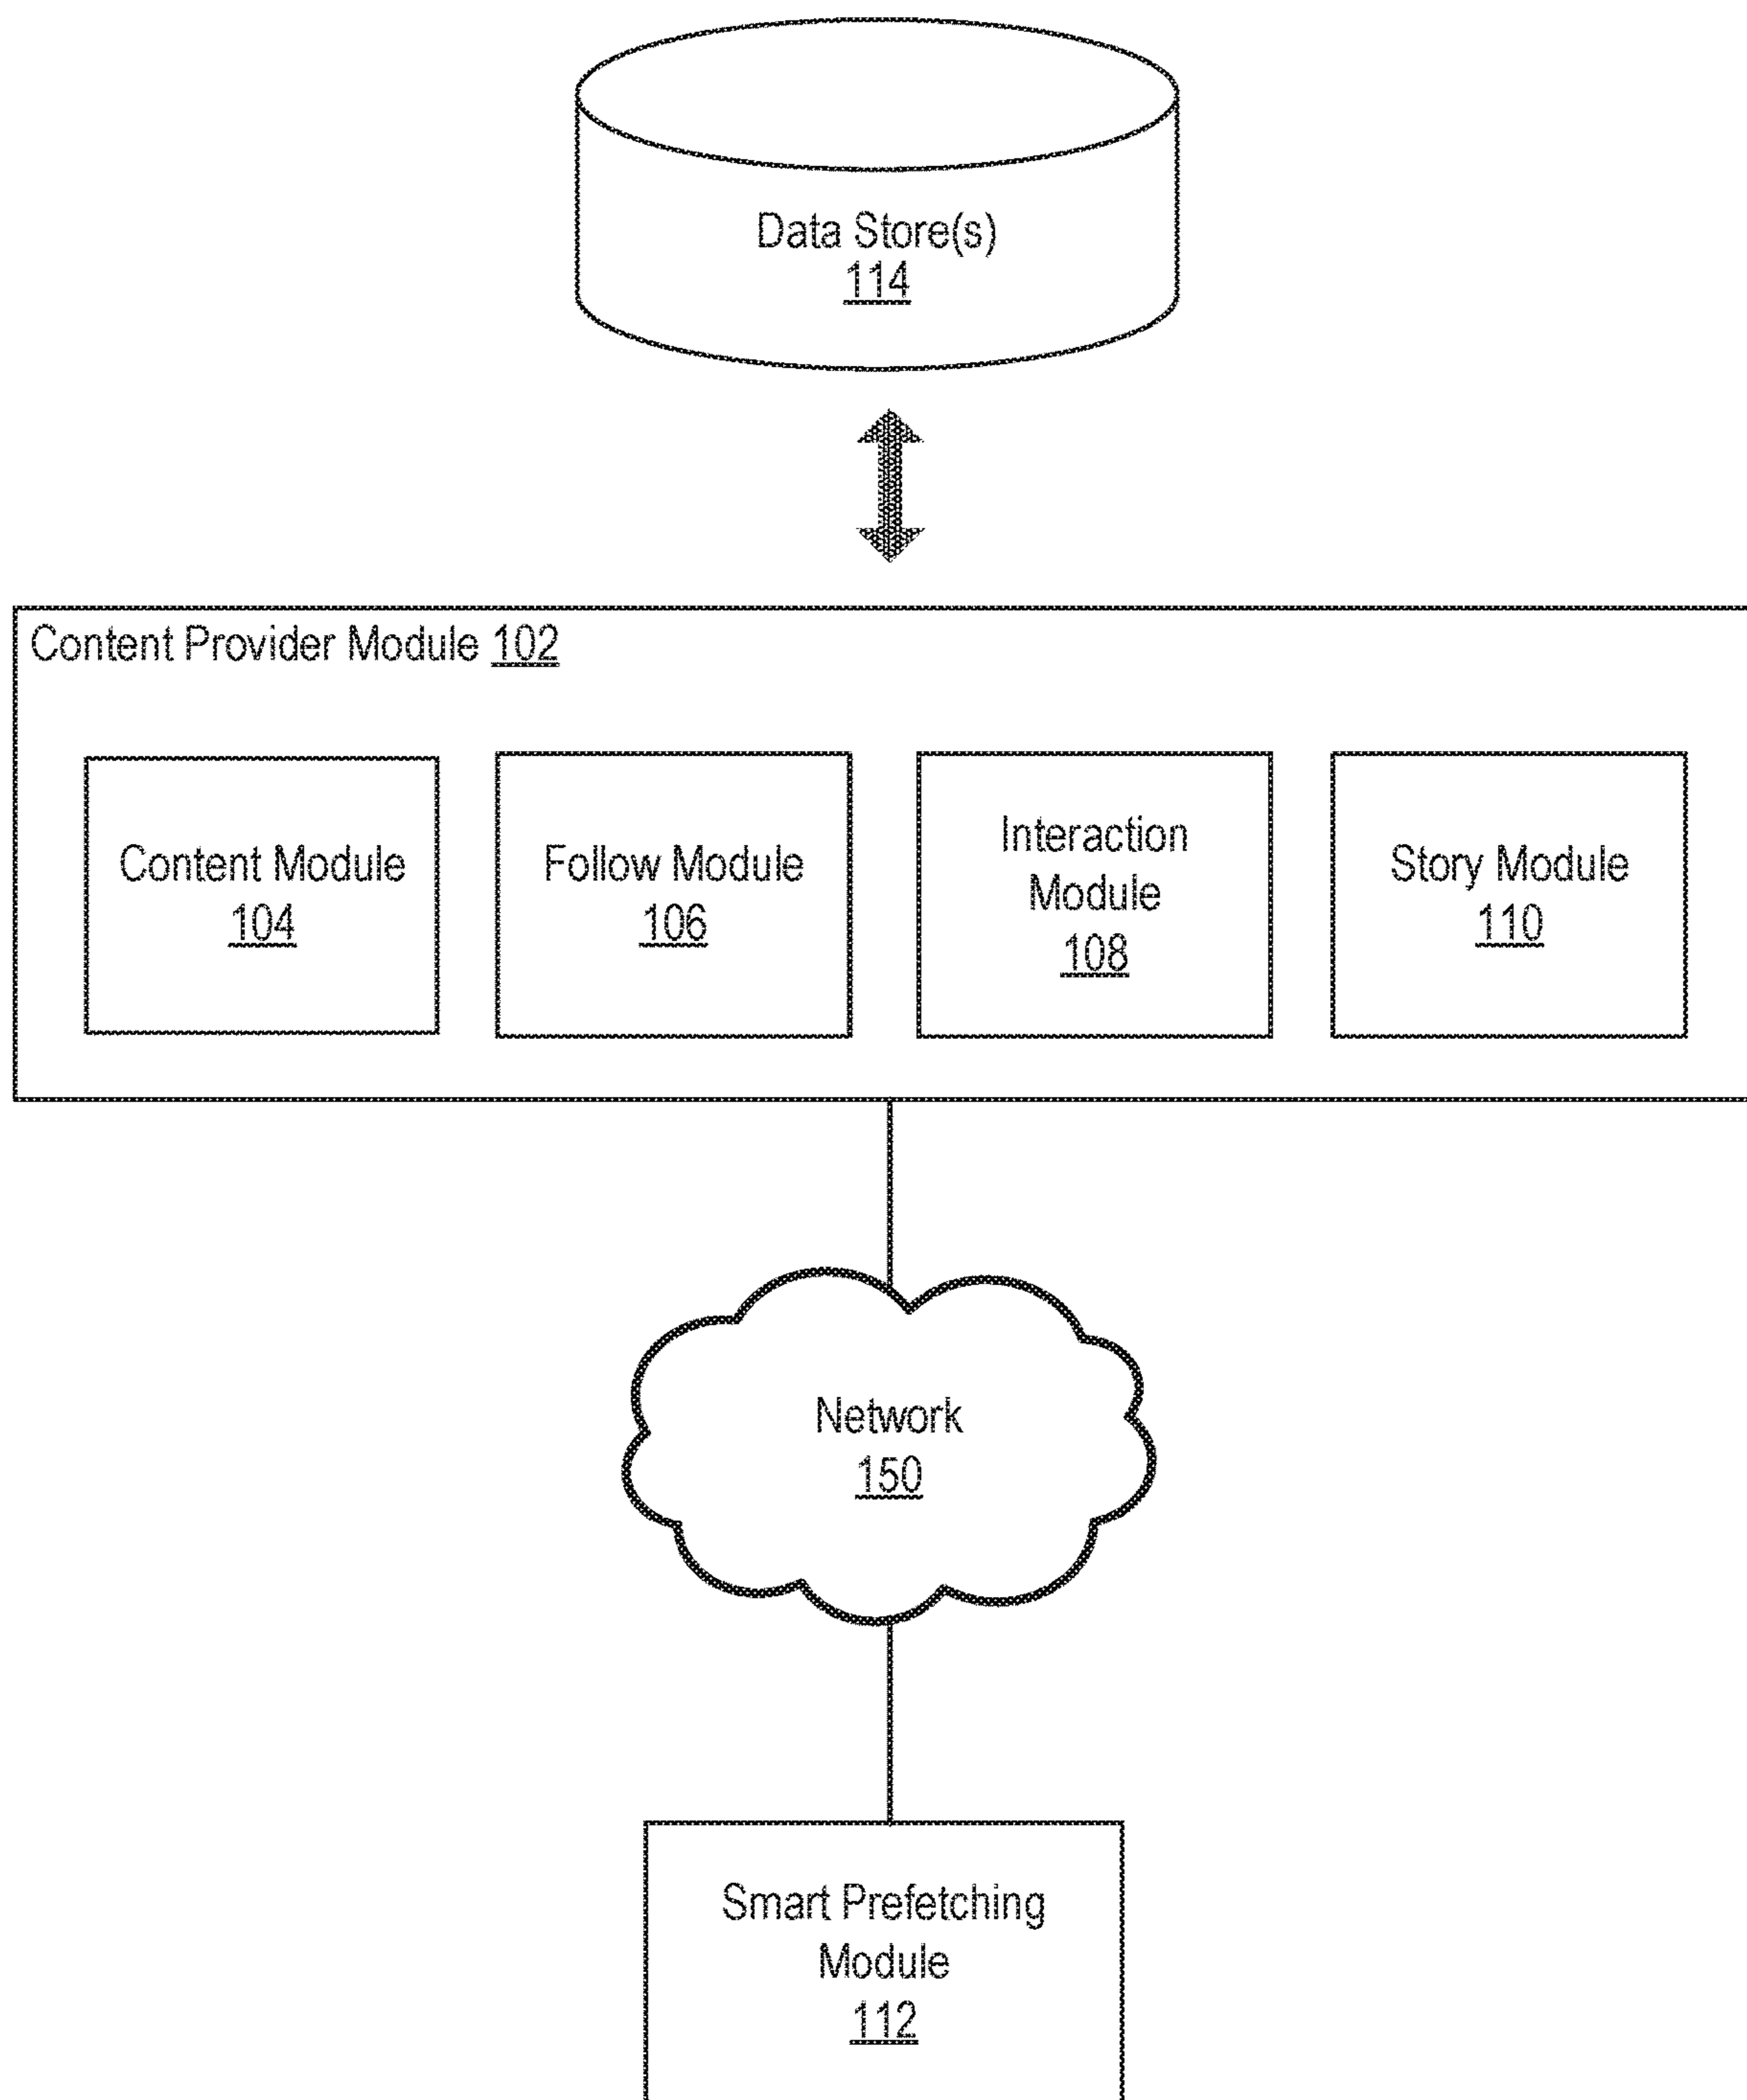 Data Store(s)
114
Content Provider Module 102
Content Module
104
Follow Module
106
Interaction
Module
108
Story Module
110
Network
150
Smart Prefetching
Module
112